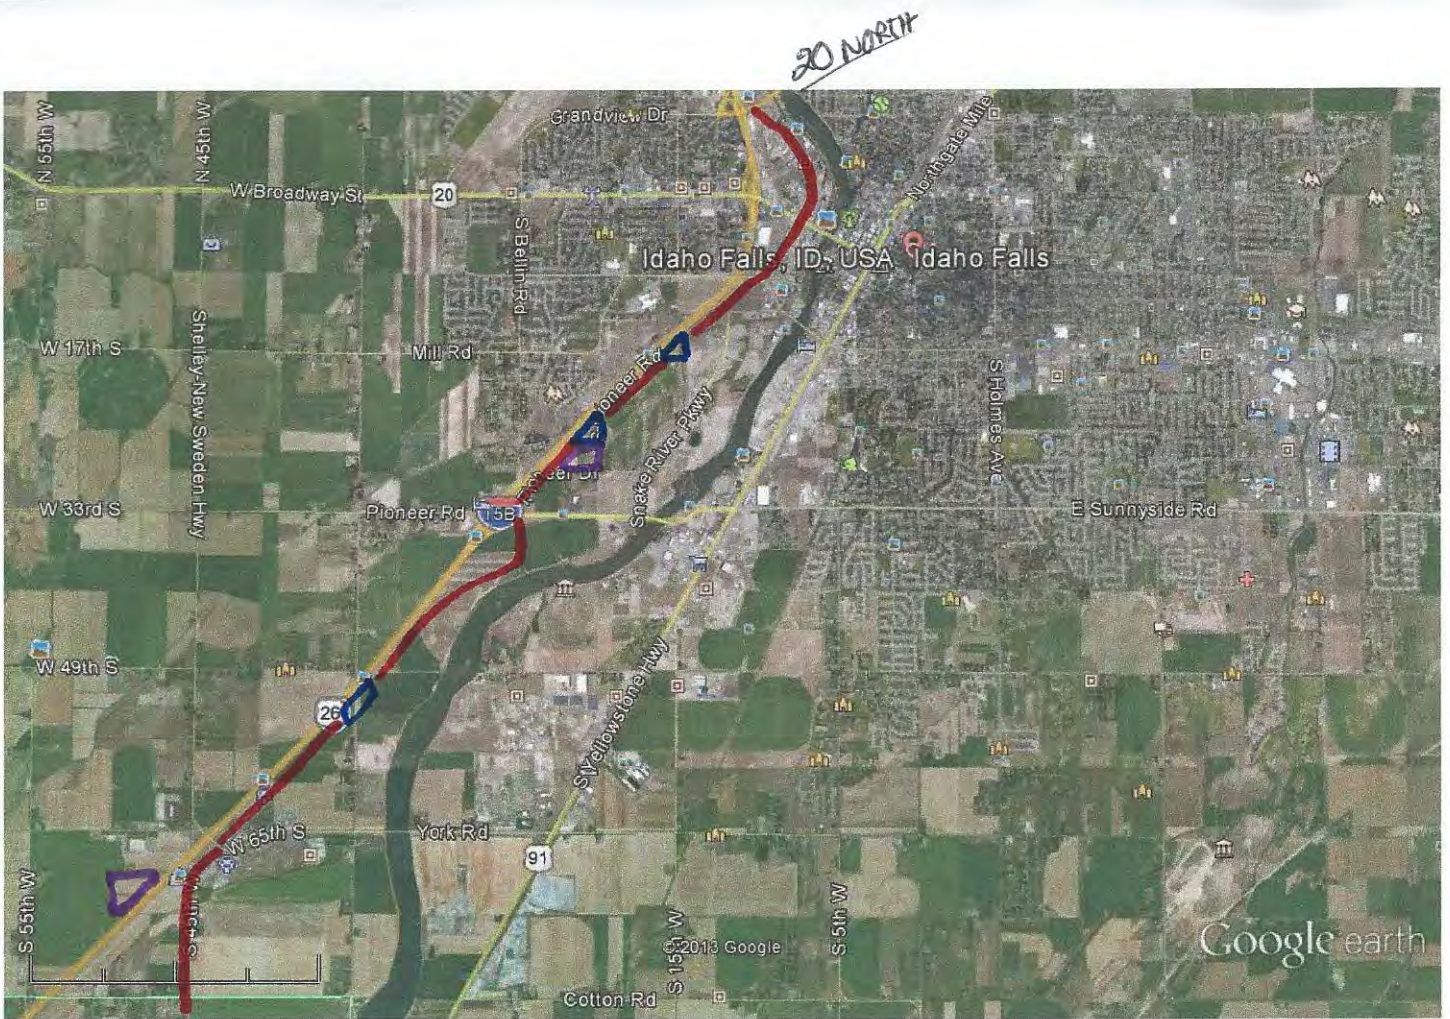 20 NORTH
Grandview Dr
N 55th W
N 45th W
Northgate Mile
W Broadway St
20
S Bellin Rd
Idaho Falls, ID, USA
Idaho Falls
Shelley-New Sweden Hwy
W 17th S
Mill Rd
Pioneer Rd
S Holmes Ave
Snake River Pkwy
W 33rd S
Pioneer Rd
15B
E Sunnyside Rd
W 49th S
26
S Yellowstone Hwy
W 65th S
York Rd
91
S 55th W
S 15th W
S 5th W
©2013 Google
Google earth
Cotton Rd